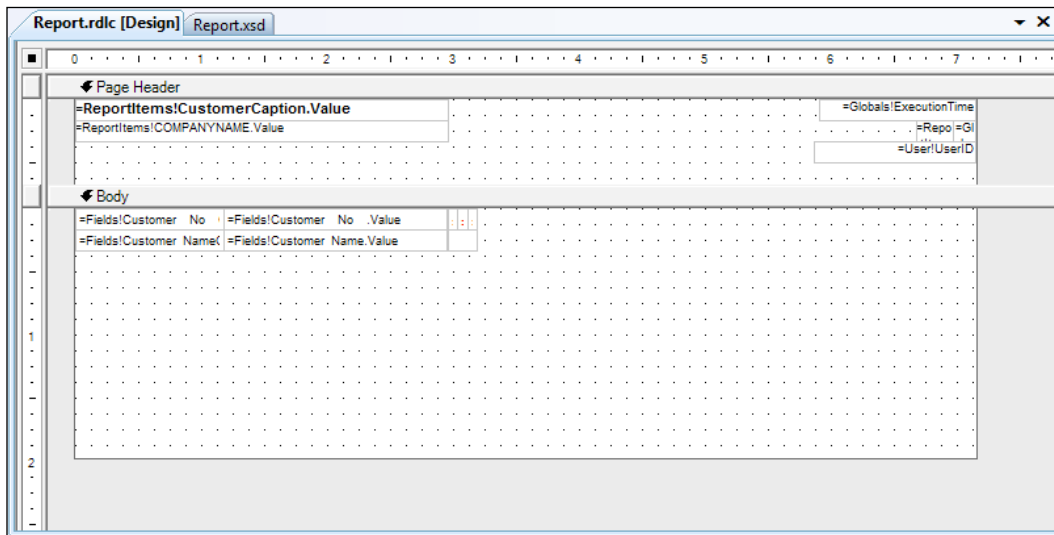 Report.rdlc [Design] Report.xsd
0 1 2 3 4 5 6 7
Page Header
=ReportItems!CustomerCaption.Value =Globals!ExecutionTime
=ReportItems!COMPANYNAME.Value =Repo =Gl
=User!UserID
Body
=Fields!Customer No =Fields!Customer No .Value
=Fields!Customer Name( =Fields!Customer Name.Value
1
2